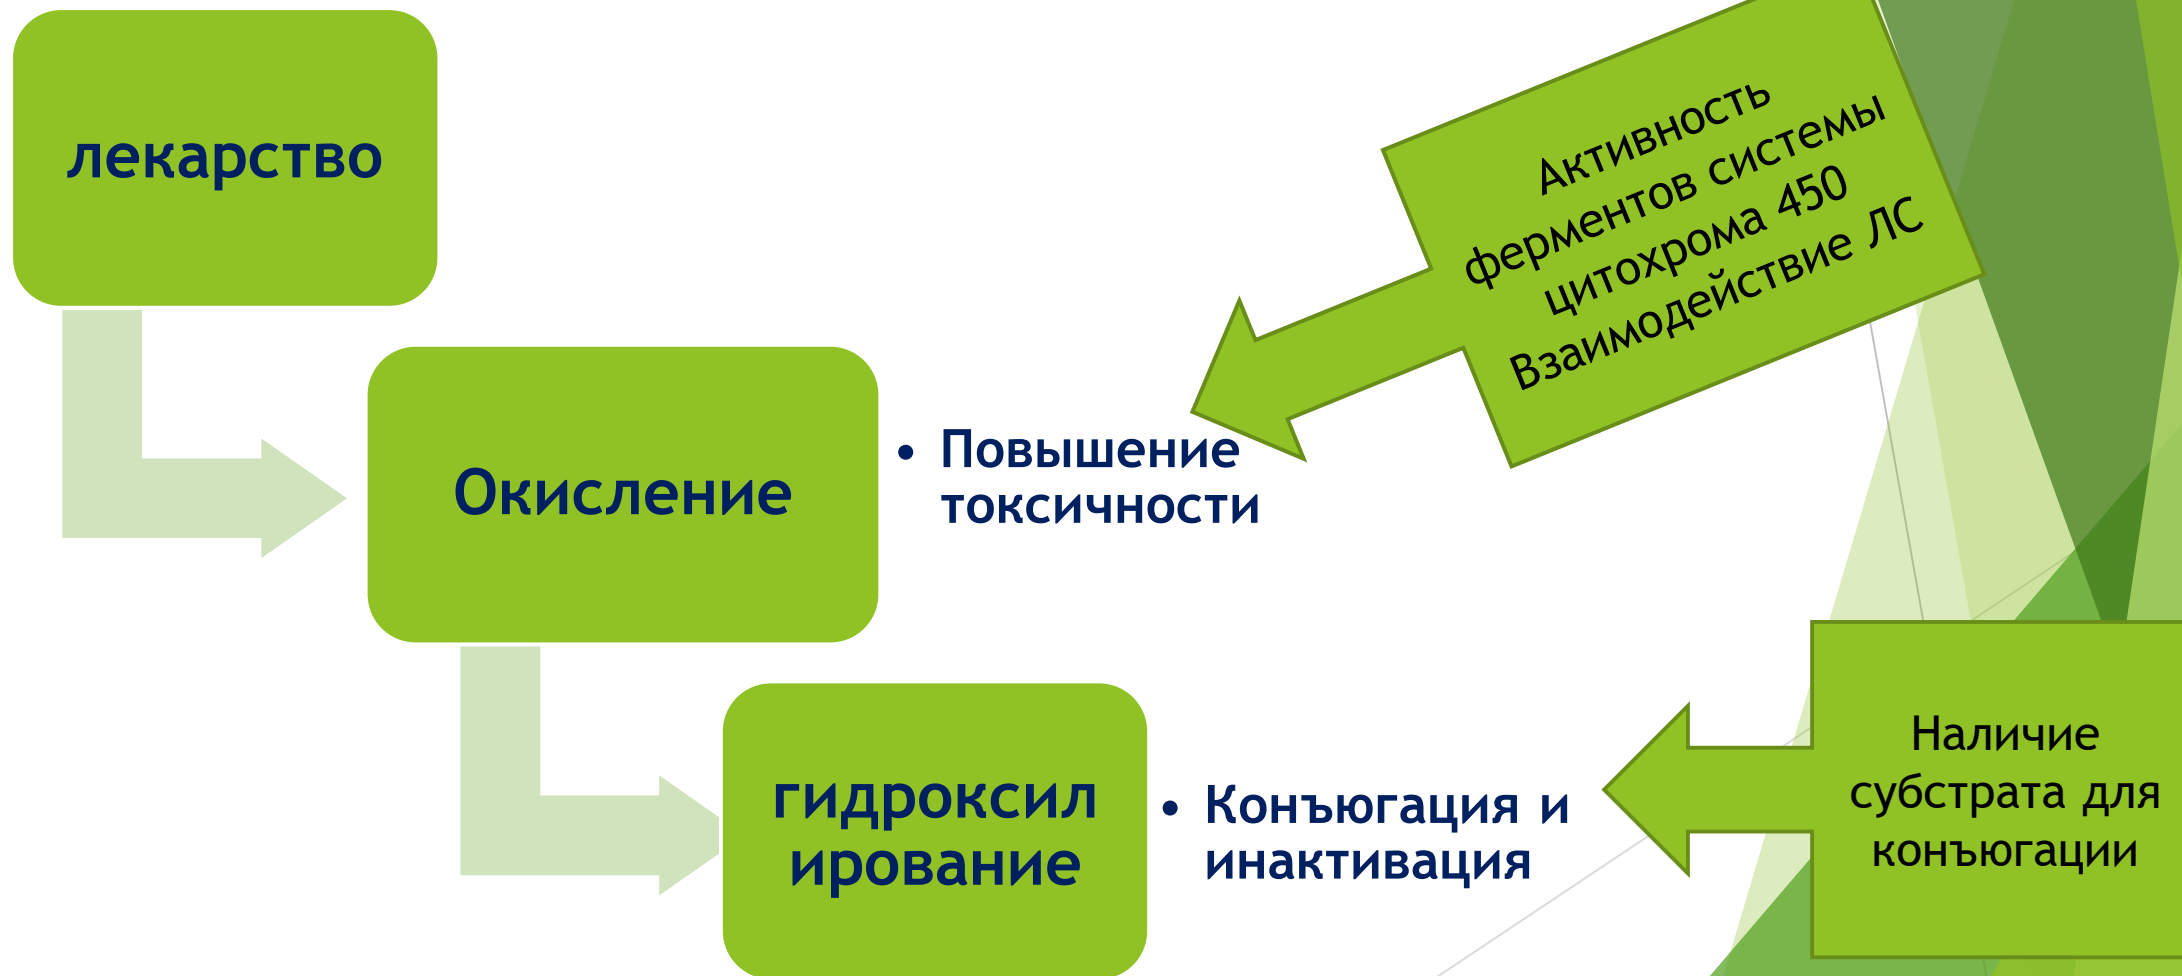 лекарство
Активность
ферментов системы
цитохрома 450
Взаимодействие ЛС
Окисление
• Повышение
токсичности
гидроксил
ирование
• Конъюгация и
инактивация
Наличие
субстрата для
конъюгации